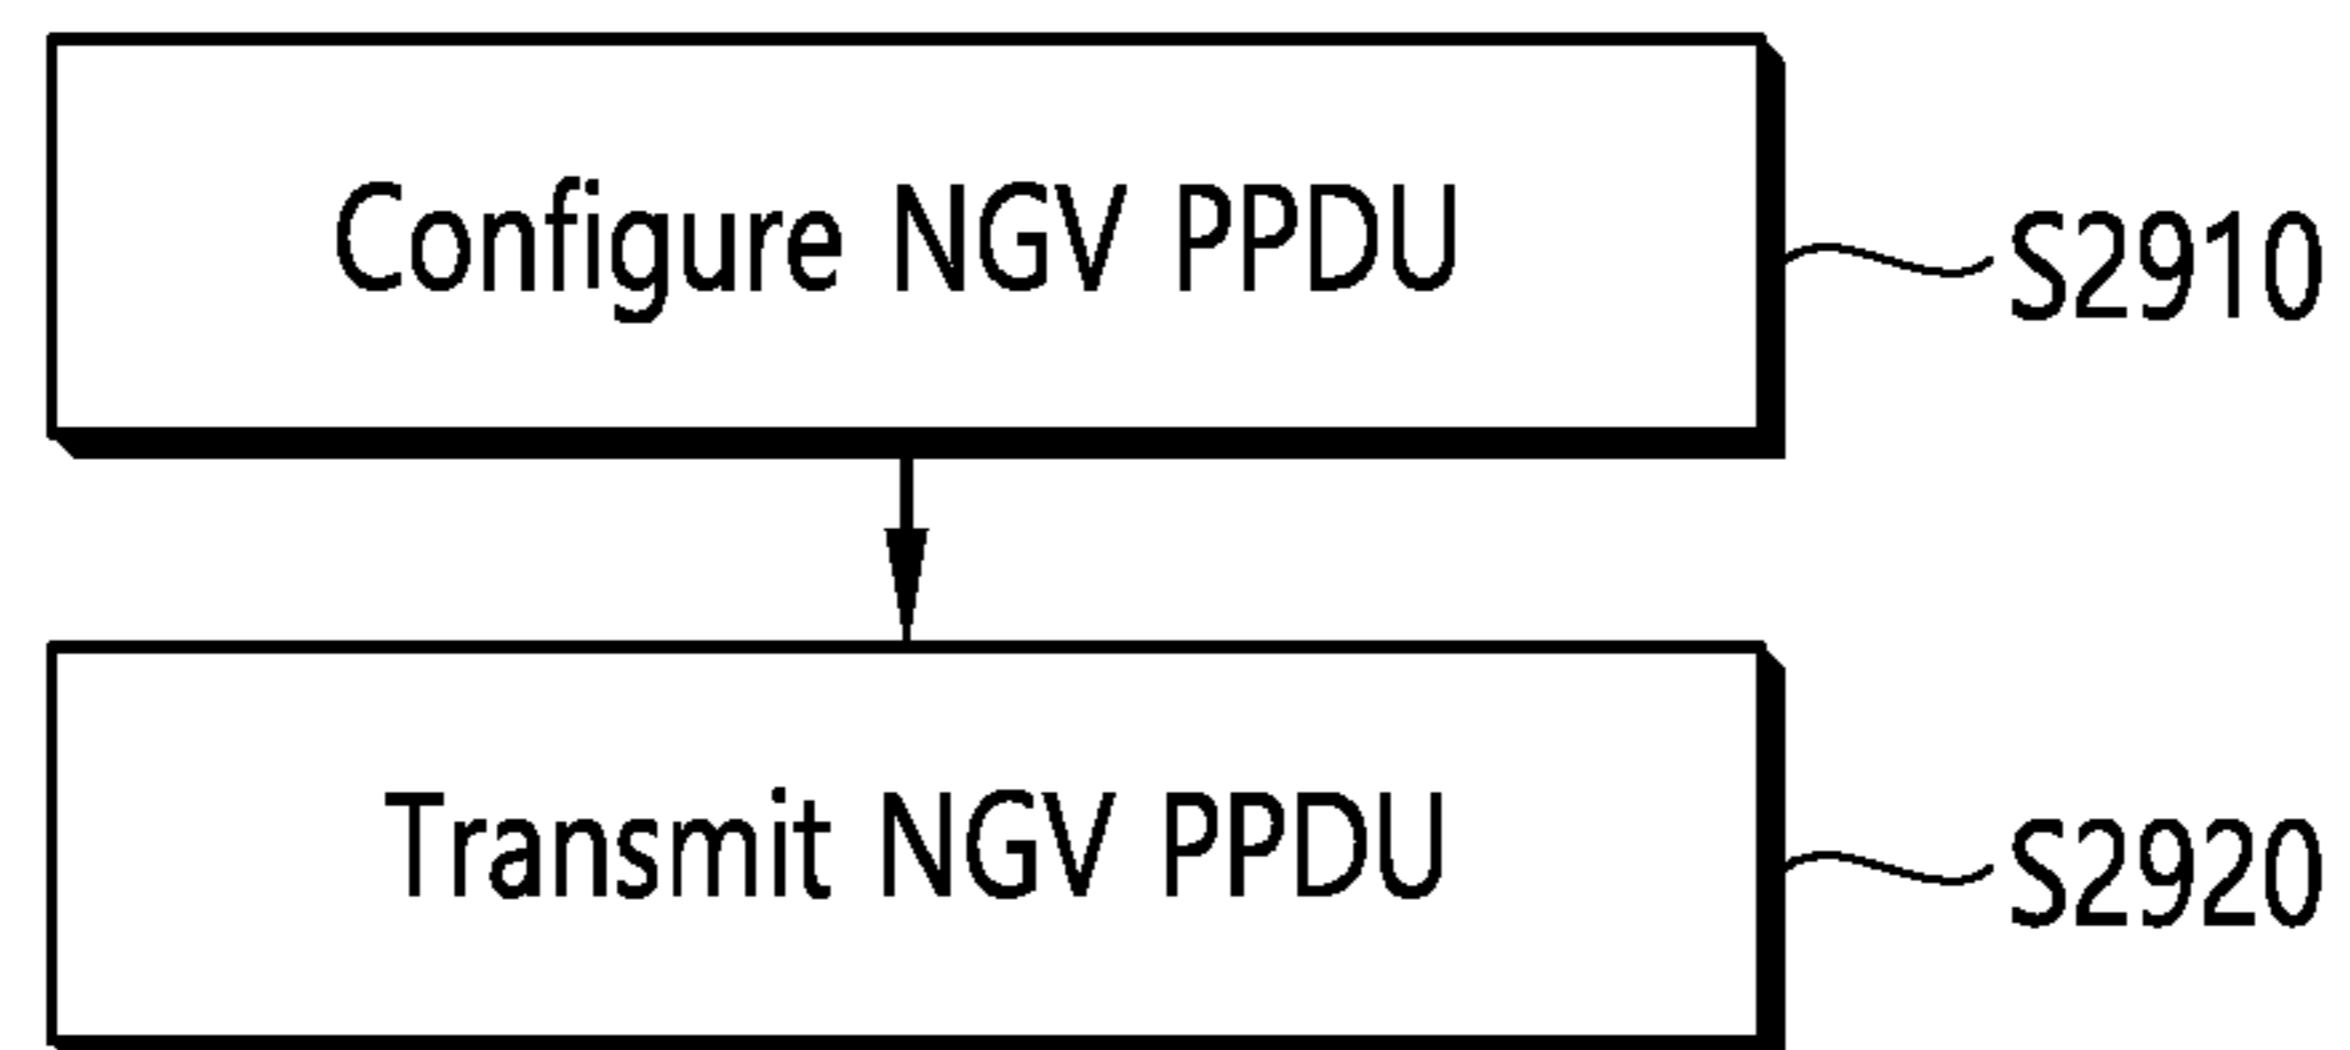 Configure NGV PPDU
S2910
Transmit NGV PPDU
S2920